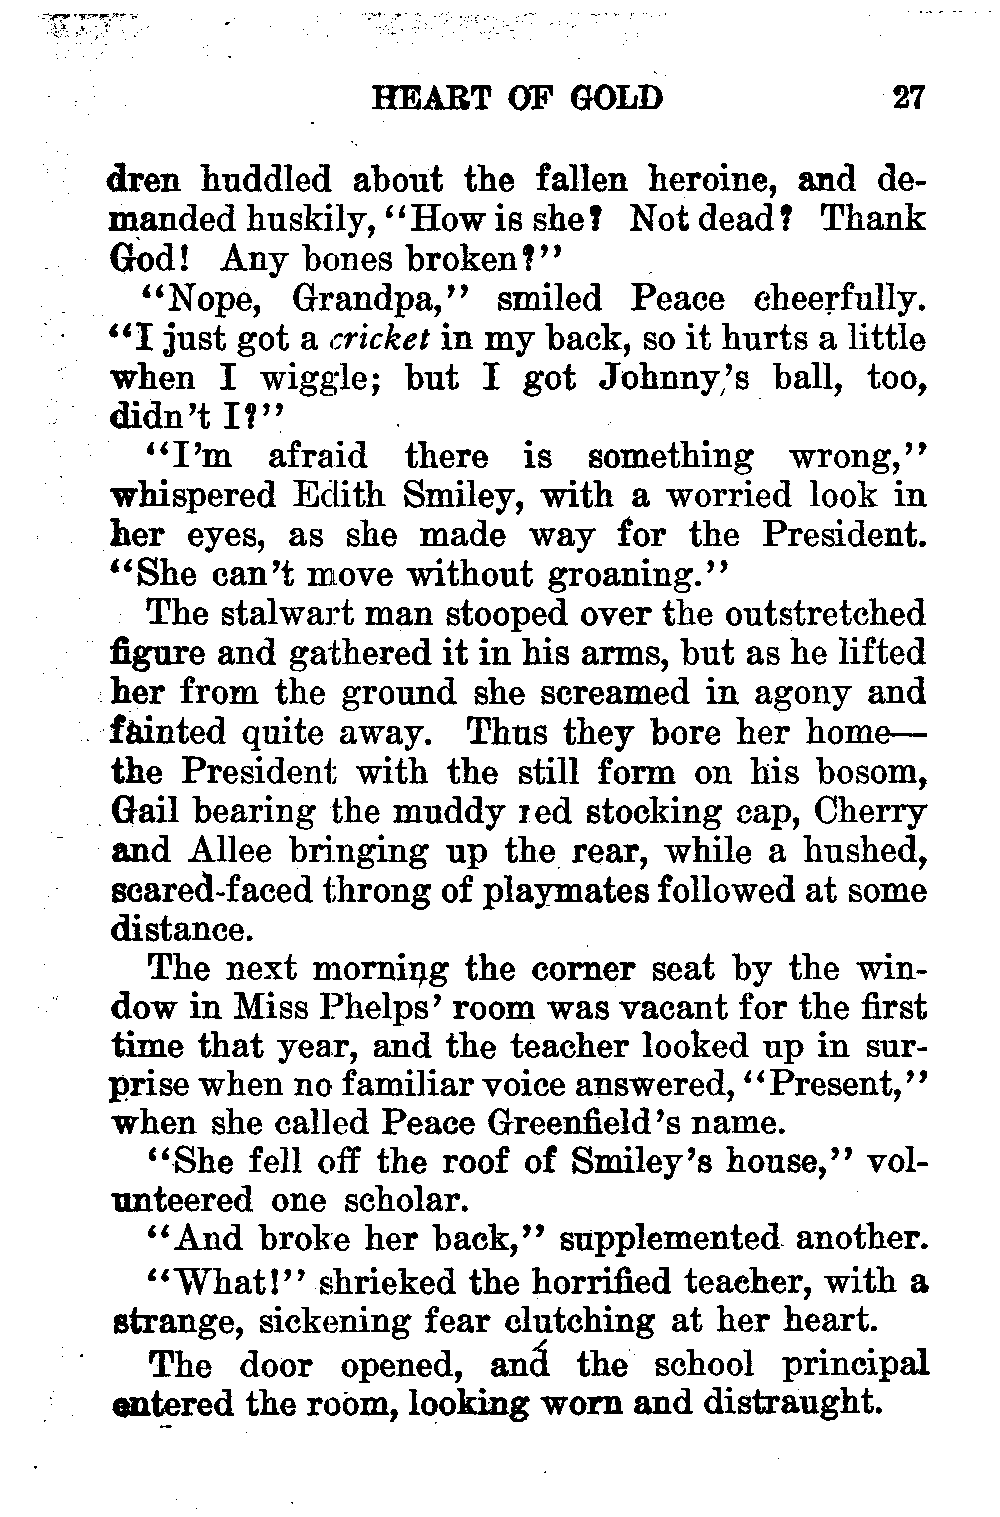 HEART OF GOLD 27
dren huddled about the fallen heroine, and de-
manded huskily, "How is she? Not dead? Thank
God! Any bones broken?"
"Nope, Grandpa," smiled Peace cheerfully.
"I just got a cricket in my back, so it hurts a little
when I wiggle; but I got Johnny's ball, too,
didn't I?"
"I'm afraid there is something wrong,"
whispered Edith Smiley, with a worried look in
her eyes, as she made way for the President.
"She can't move without groaning."
The stalwart man stooped over the outstretched
figure and gathered it in his arms, but as he lifted
her from the ground she screamed in agony and
fainted quite away. Thus they bore her home—
the President with the still form on his bosom,
Gail bearing the muddy red stocking cap, Cherry
and Allee bringing up the rear, while a hushed,
scared-faced throng of playmates followed at some
distance.
The next morning the corner seat by the win-
dow in Miss Phelps' room was vacant for the first
time that year, and the teacher looked up in sur-
prise when no familiar voice answered, "Present,"
when she called Peace Greenfield's name.
"She fell off the roof of Smiley's house," vol-
unteered one scholar.
"And broke her back," supplemented another.
"What!" shrieked the horrified teacher, with a
strange, sickening fear clutching at her heart.
The door opened, and the school principal
entered the room, looking worn and distraught.